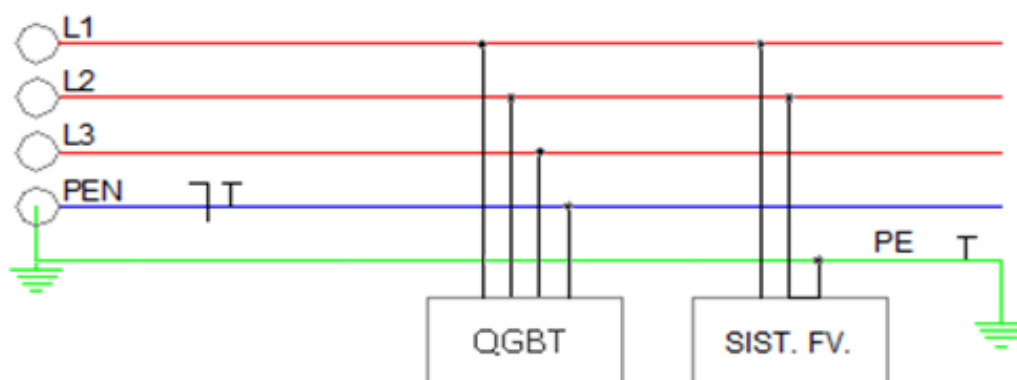 L1
L2
L3
PEN T
PE T
QGBT SIST. FV.